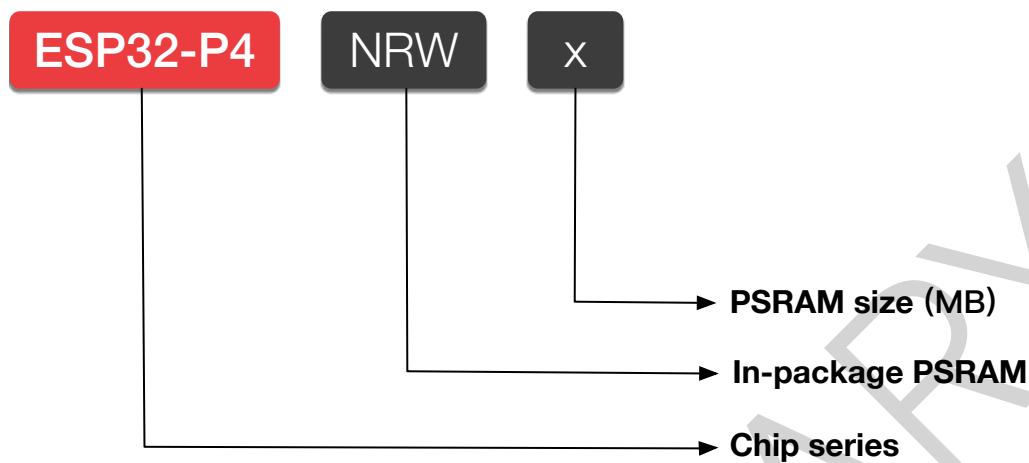 ESP32-P4 NRW x
PSRAM size (MB)
In-package PSRAM
Chip series